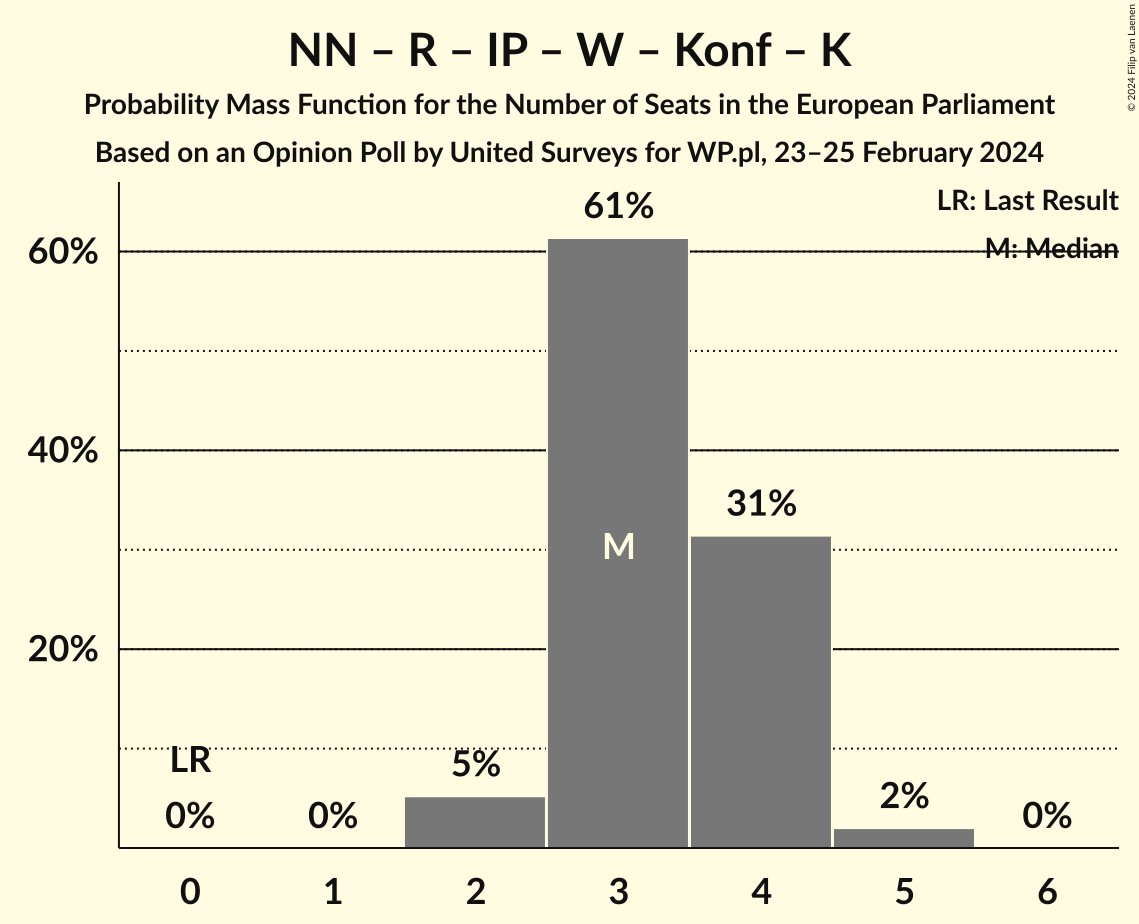 NN – R – IP – W – Konf – K
Probability Mass Function for the Number of Seats in the European Parliament
Based on an Opinion Poll by United Surveys for WP.pl, 23–25 February 2024
© 2024 Filip van Laenen
LR: Last Result
M: Median
60%
40%
20%
61%
31%
M
LR
0%
0%
5%
2%
0%
0
1
2
3
4
5
6